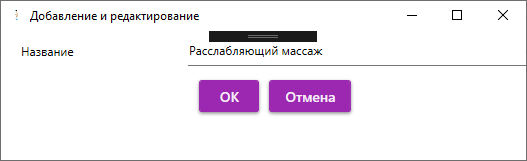 Добавление и редактирование
Название Расслабляющий массаж
ОК Отмена